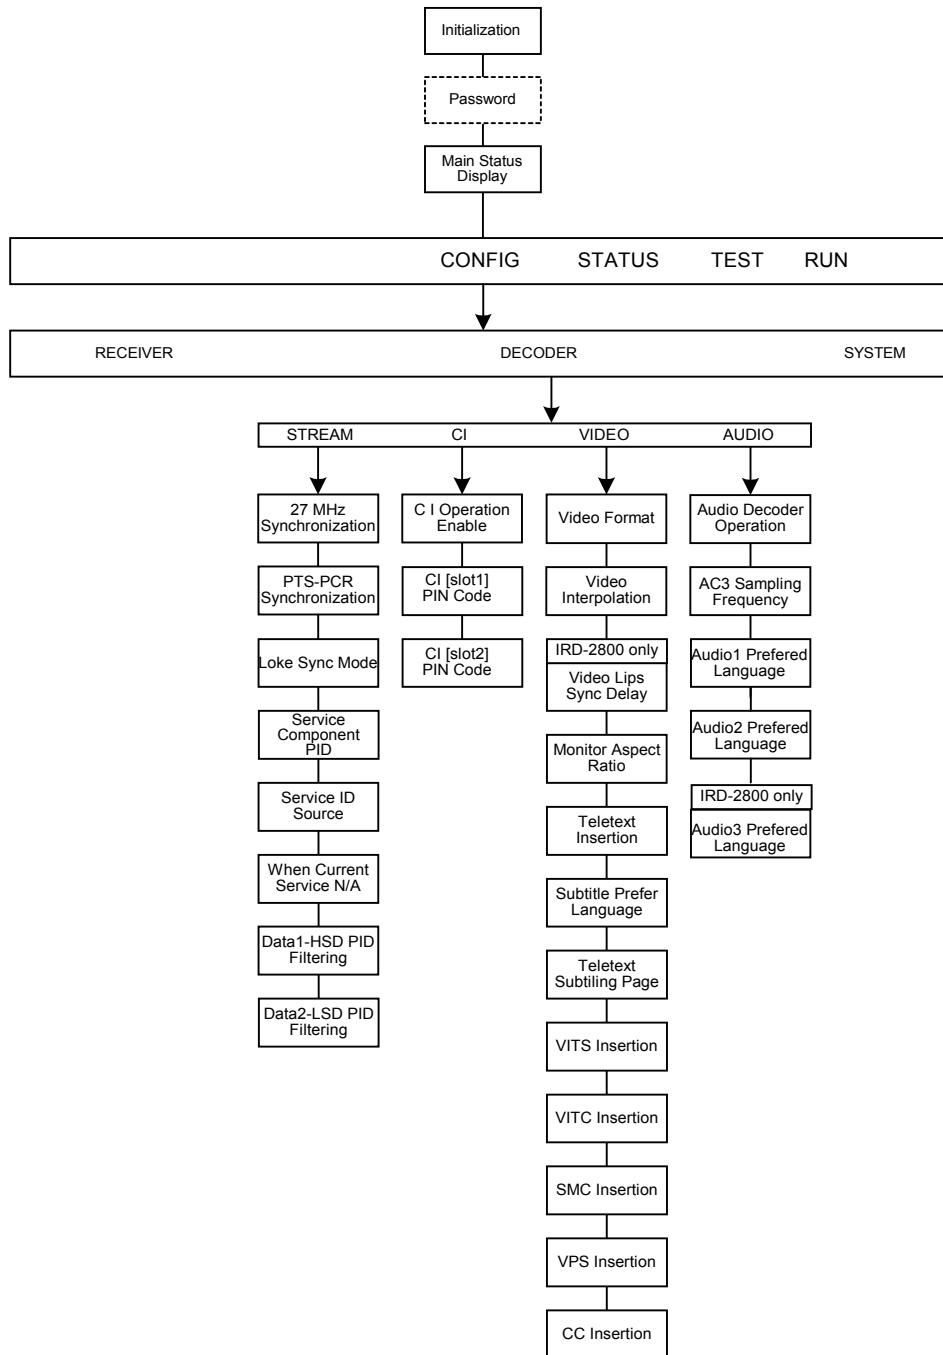 Initialization
Password
Main Status
Display
CONFIG STATUS TEST RUN
RECEIVER DECODER SYSTEM
STREAM CI VIDEO AUDIO
27 MHz
Synchronization
PTS-PCR
Synchronization
Loke Sync Mode
Service
Component
PID
Service ID
Source
When Current
Service N/A
Data1-HSD PID
Filtering
Data2-LSD PID
Filtering
C I Operation
Enable
CI [slot1]
PIN Code
CI [slot2]
PIN Code
Video Format
Video
Interpolation
IRD-2800 only
Video Lips
Sync Delay
Monitor Aspect
Ratio
Teletext
Insertion
Subtitle Prefer
Language
Teletext
Subtiling Page
VITS Insertion
VITC Insertion
SMC Insertion
VPS Insertion
CC Insertion
Audio Decoder
Operation
AC3 Sampling
Frequency
Audio1 Prefered
Language
Audio2 Prefered
Language
IRD-2800 only
Audio3 Prefered
Language